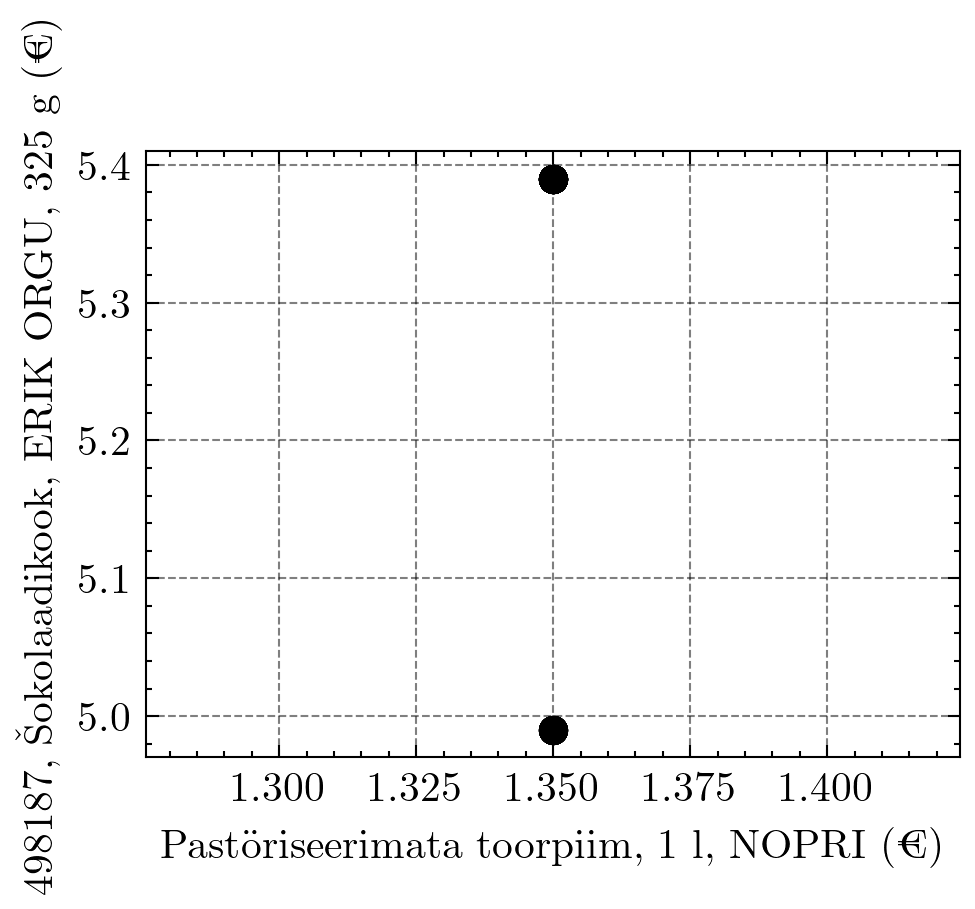 498187, Šokolaadikook, ERIK ORGU, 325 g (€)
5.4
5.3
5.2
5.1
5.0
1.300 1.325 1.350 1.375 1.400
Pastöriseerimata toorpiim, 1 l, NOPRI (€)